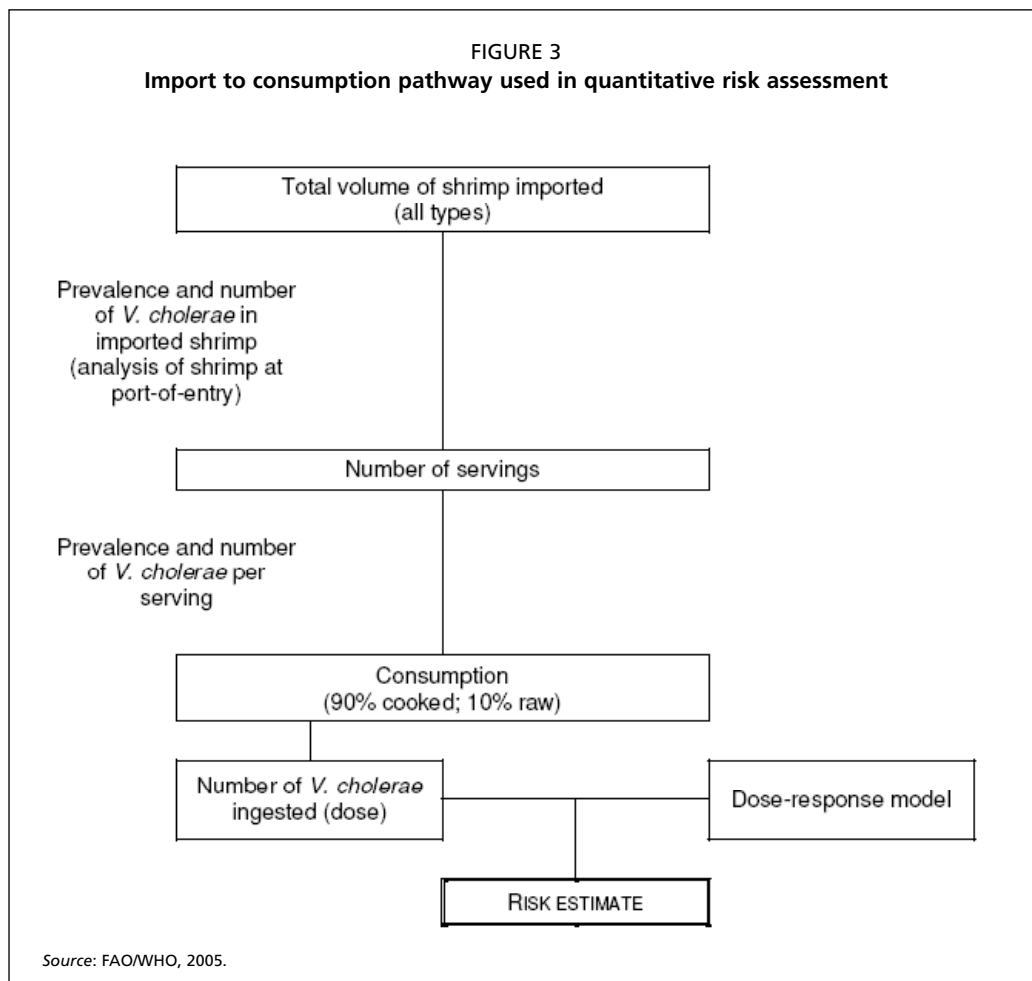 FIGURE 3
Import to consumption pathway used in quantitative risk assessment
Total volume of shrimp imported
(all types)
Prevalence and number
of V. cholerae in
imported shrimp
(analysis of shrimp at
port-of-entry)
Number of servings
Prevalence and number
of V. cholerae per
serving
Consumption
(90% cooked; 10% raw)
Number of V. cholerae
ingested (dose)
Dose-response model
RISK ESTIMATE
Source: FAO/WHO, 2005.